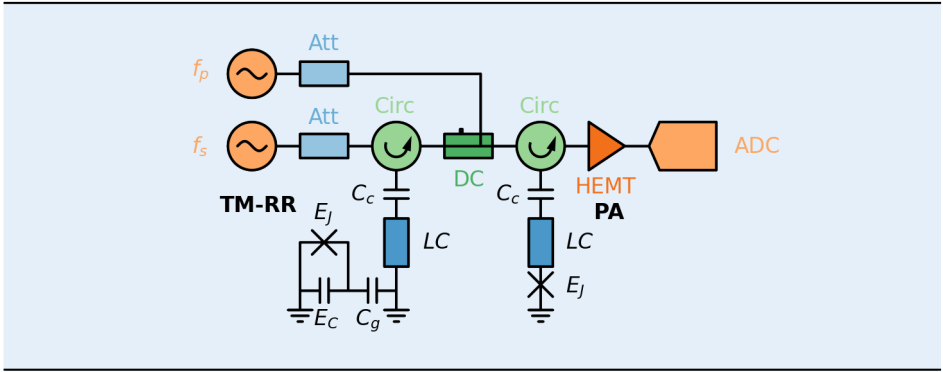 Att
f_p
Circ
Circ
Att
f_s
ADC
DC
HEMT
C_c
C_c
TM-RR
PA
E_J
LC
LC
E_J
E_C
C_g